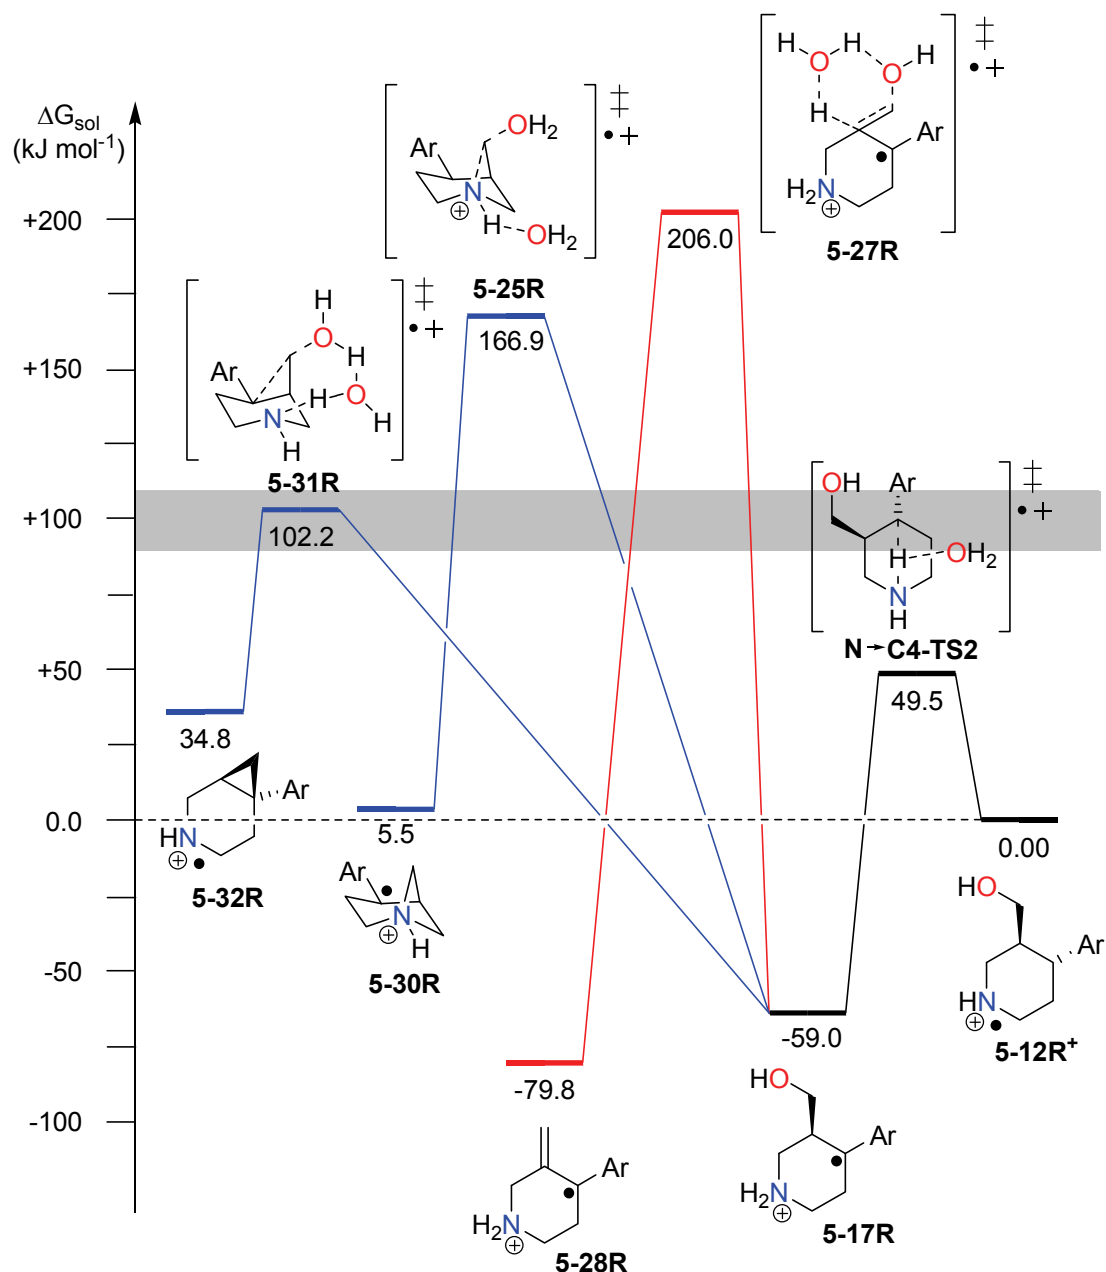 ΔGsol
(kJ mol-1)
+200
+150
+100
+50
0.0
-50
-100
H
H
O
H
O
H
‡
•+
Ar
H2N
⊕
•
5-27R
206.0
Ar
OH2
N
⊕
H
OH2
‡
•+
5-25R
166.9
H
O
H
Ar
H
O
H
N
H
‡
•+
5-31R
102.2
OH
Ar
H
OH2
N
H
‡
•+
N→C4-TS2
49.5
34.8
Ar
HN
⊕
•
5-32R
5.5
Ar
•
N
⊕
H
5-30R
-79.8
Ar
•
H2N
⊕
5-28R
-59.0
HO
Ar
•
H2N
⊕
5-17R
0.00
HO
Ar
HN
⊕
•
5-12R+